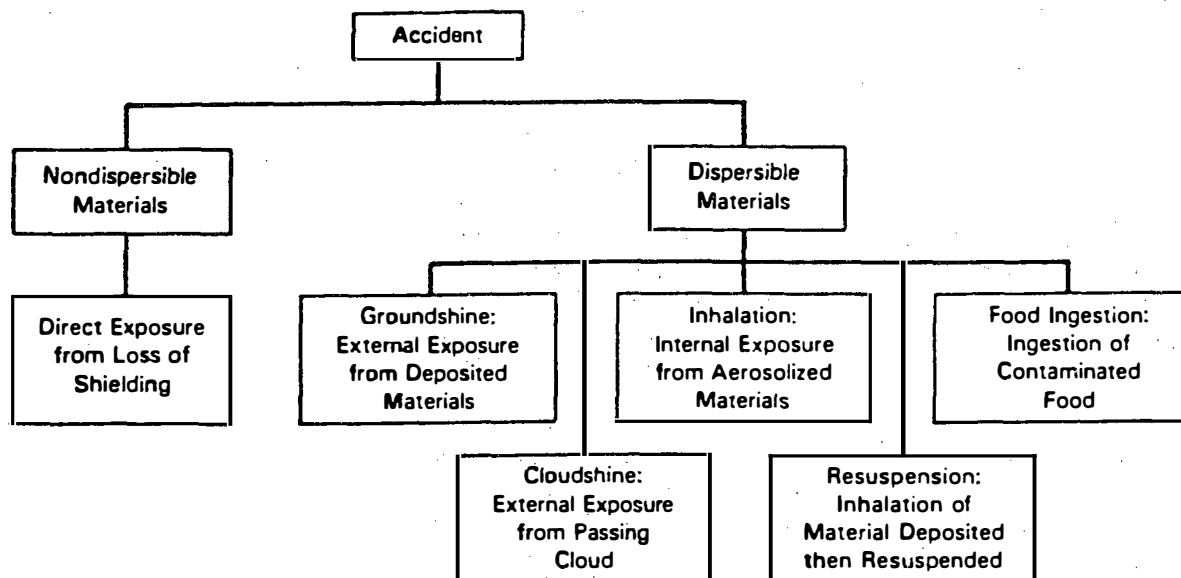 Accident
Nondispersible
Materials
Dispersible
Materials
Direct Exposure
from Loss of
Shielding
Groundshine:
External Exposure
from Deposited
Materials
Inhalation:
Internal Exposure
from Aerosolized
Materials
Food Ingestion:
Ingestion of
Contaminated
Food
Cloudshine:
External Exposure
from Passing
Cloud
Resuspension:
Inhalation of
Material Deposited
then Resuspended